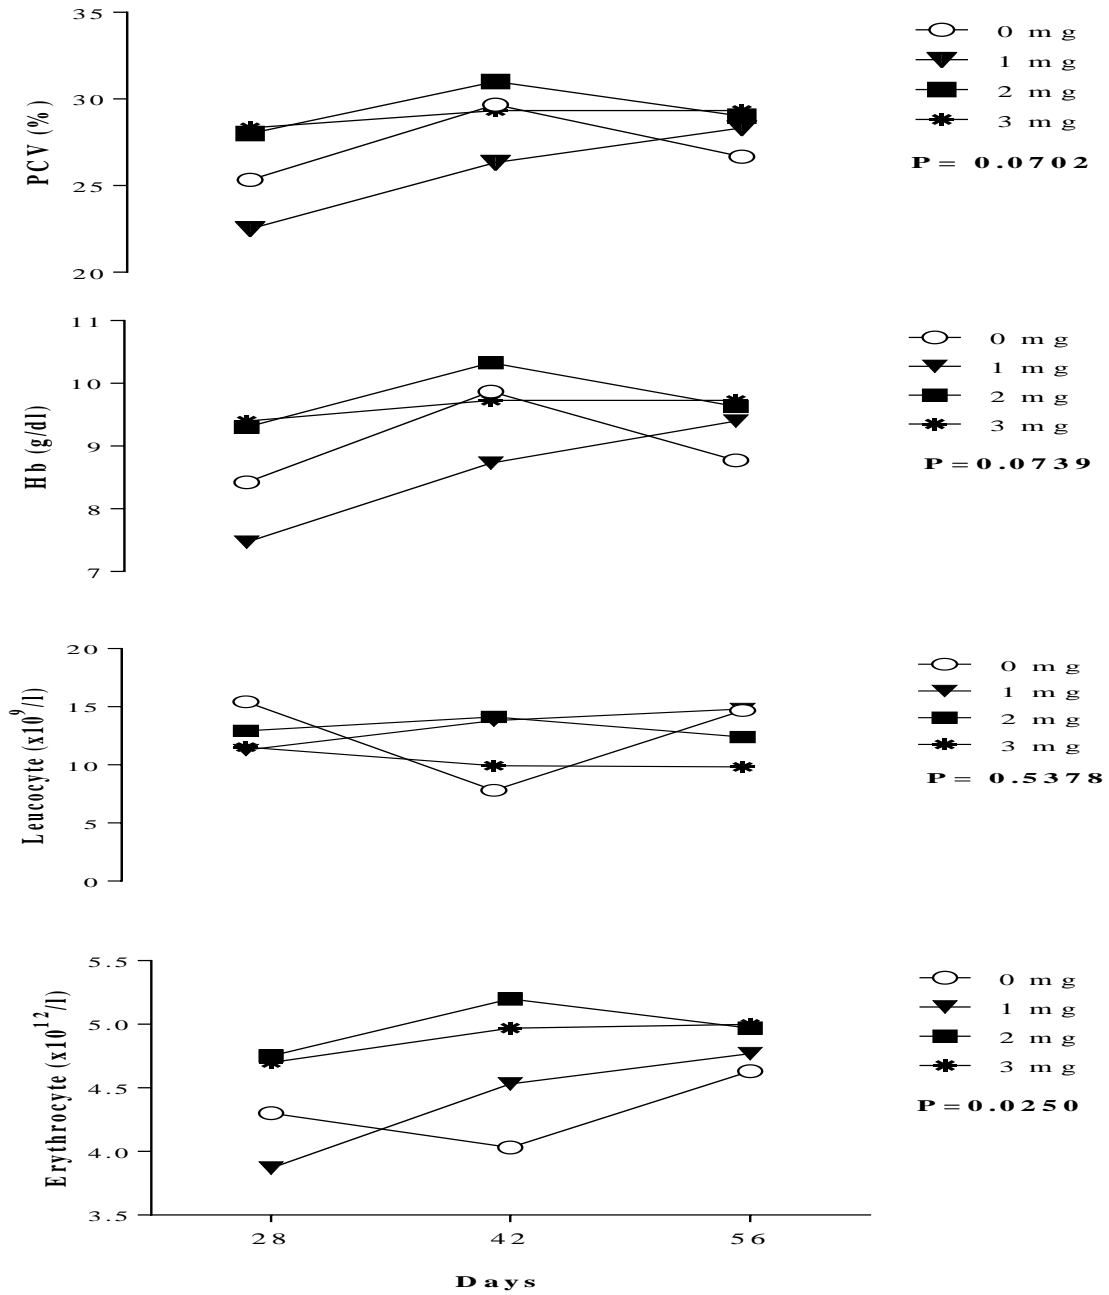 35
30
25
20
PCV (%)
0 mg
1 mg
2 mg
3 mg
P= 0.0702
11
10
9
8
7
Hb (g/dl)
0 mg
1 mg
2 mg
3 mg
P=0.0739
20
15
10
5
0
Leucocyte (x10⁹/l)
0 mg
1 mg
2 mg
3 mg
P= 0.5378
5.5
5.0
4.5
4.0
3.5
Erythrocyte (x10¹²/l)
0 mg
1 mg
2 mg
3 mg
P=0.0250
28 42 56
Days